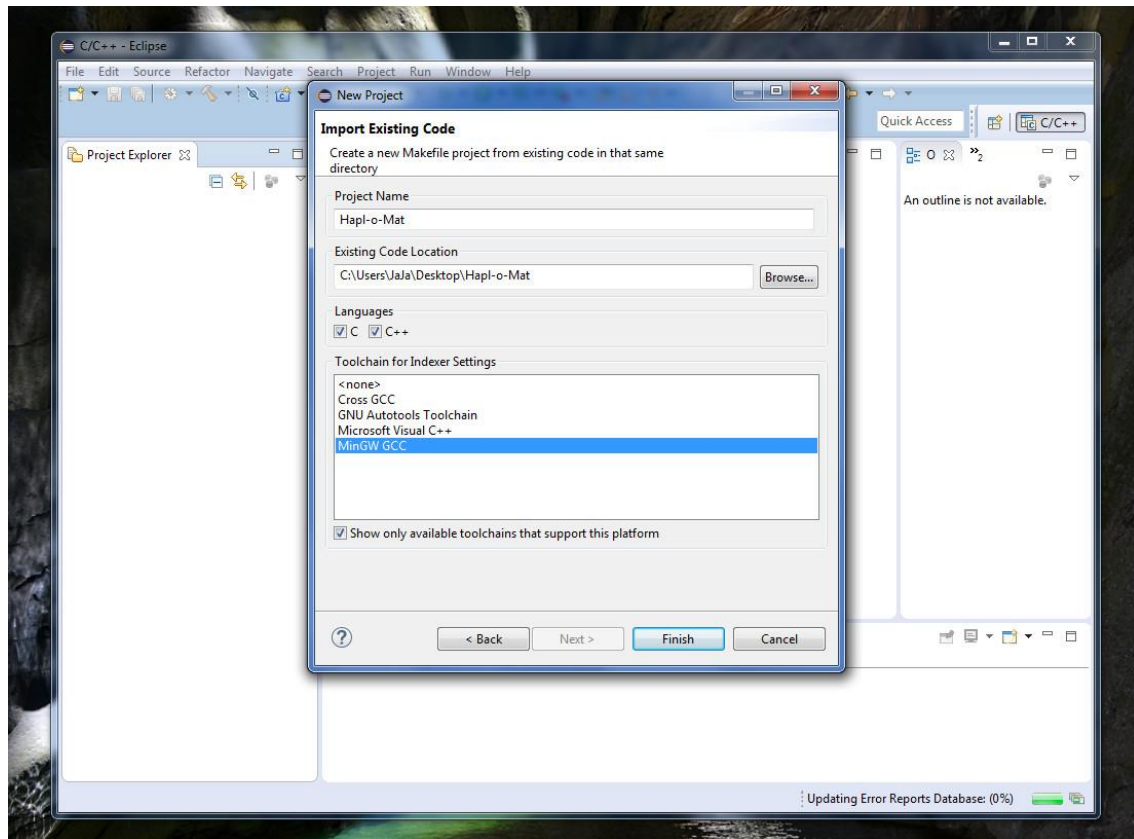 C/C++ - Eclipse
File Edit Source Refactor Navigate Search Project Run Window Help
Quick Access
C/C++
Project Explorer
O
2
An outline is not available.
New Project
Import Existing Code
Create a new Makefile project from existing code in that same
directory
Project Name
Hapl-o-Mat
Existing Code Location
C:\Users\JaJa\Desktop\Hapl-o-Mat
Browse...
Languages
C C++
Toolchain for Indexer Settings
<none>
Cross GCC
GNU Autotools Toolchain
Microsoft Visual C++
MinGW GCC
Show only available toolchains that support this platform
< Back Next > Finish Cancel
Updating Error Reports Database: (0%)